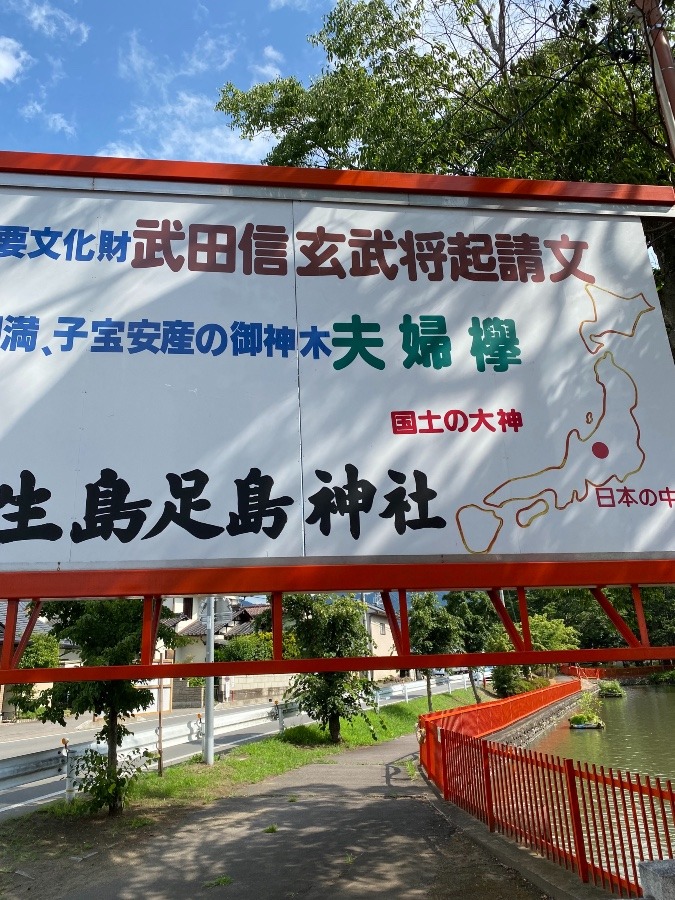 要文化財武田信玄武将起請文
満、子宝安産の御神木夫婦欅
国土の大神
日本の中
生島足島神社